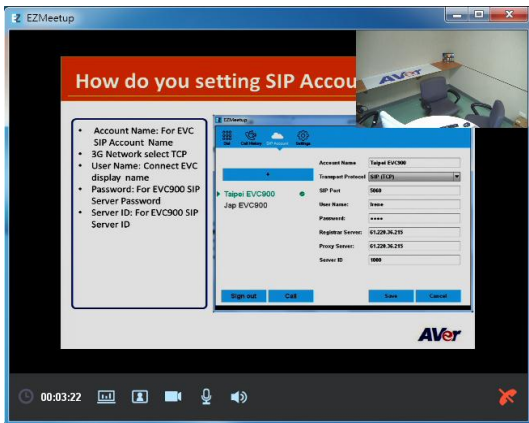 EZMeetup
How do you setting SIP Accou
AVer
Account Name: For EVC
SIP Account Name
3G Network select TCP
User Name: Connect EVC
display name
Password: For EVC900 SIP
Server Password
Server ID: For EVC900 SIP
Server ID
EZMeetup
Dial Call History SIP Account Settings
+
Taipei EVC900
Jap EVC900
Sign out Call
Account Name Taipei EVC900
Transport Protocol SIP (TCP)
SIP Port 5060
User Name: Irene
Password: ••••
Registrar Server: 61.220.36.215
Proxy Server: 61.220.36.215
Server ID 1000
Save Cancel
AVer
00:03:22